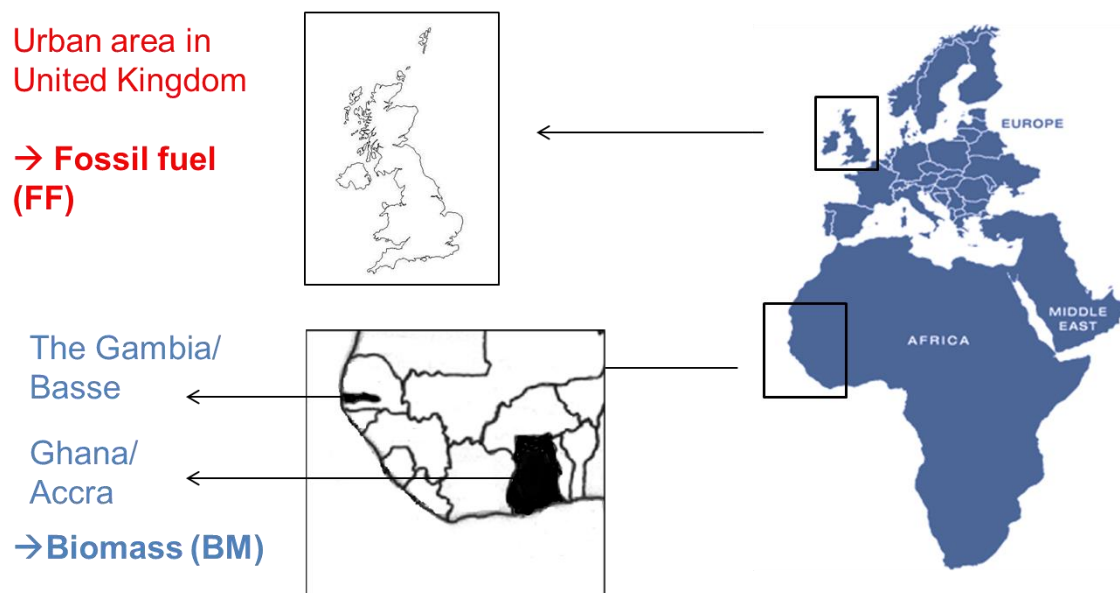 Urban area in
United Kingdom
→ Fossil fuel
(FF)
The Gambia/
Basse
Ghana/
Accra
→Biomass (BM)
EUROPE
MIDDLE
EAST
AFRICA